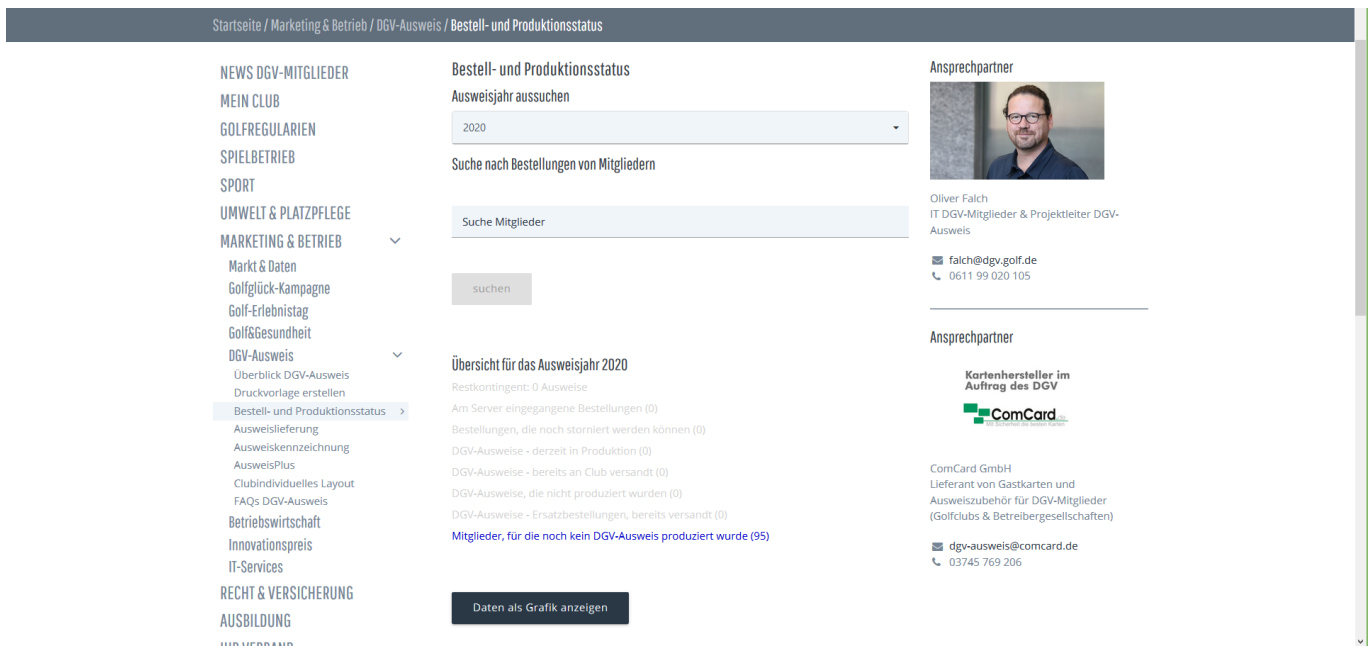 Startseite / Marketing & Betrieb / DGV-Ausweis / Bestell- und Produktionsstatus
NEWS DGV-MITGLIEDER
MEIN CLUB
GOLFREGULARIEN
SPIELBETRIEB
SPORT
UMWELT & PLATZPFLEGE
MARKETING & BETRIEB
Markt & Daten
Golfglück-Kampagne
Golf-Erlebnistag
Golf&Gesundheit
DGV-Ausweis
Überblick DGV-Ausweis
Druckvorlage erstellen
Bestell- und Produktionsstatus
Ausweislieferung
Ausweiskennzeichnung
AusweisPlus
Clubindividuelles Layout
FAQs DGV-Ausweis
Betriebswirtschaft
Innovationspreis
IT-Services
RECHT & VERSICHERUNG
AUSBILDUNG
IHR VERBAND
Bestell- und Produktionsstatus
Ausweisjahr aussuchen
2020
Suche nach Bestellungen von Mitgliedern
Suche Mitglieder
suchen
Übersicht für das Ausweisjahr 2020
Restkontingent: 0 Ausweise
Am Server eingegangene Bestellungen (0)
Bestellungen, die noch storniert werden können (0)
DGV-Ausweise - derzeit in Produktion (0)
DGV-Ausweise - bereits an Club versandt (0)
DGV-Ausweise, die nicht produziert wurden (0)
DGV-Ausweise - Ersatzbestellungen, bereits versandt (0)
Mitglieder, für die noch kein DGV-Ausweis produziert wurde (95)
Daten als Grafik anzeigen
Ansprechpartner
Oliver Falch
IT DGV-Mitglieder & Projektleiter DGV-
Ausweis
falch@dgv.golf.de
0611 99 020 105
Ansprechpartner
Kartenhersteller im
Auftrag des DGV
ComCard.de
Mit Sicherheit die besten Karten
ComCard GmbH
Lieferant von Gastkarten und
Ausweiszubehör für DGV-Mitglieder
(Golfclubs & Betreibergesellschaften)
dgv-ausweis@comcard.de
03745 769 206